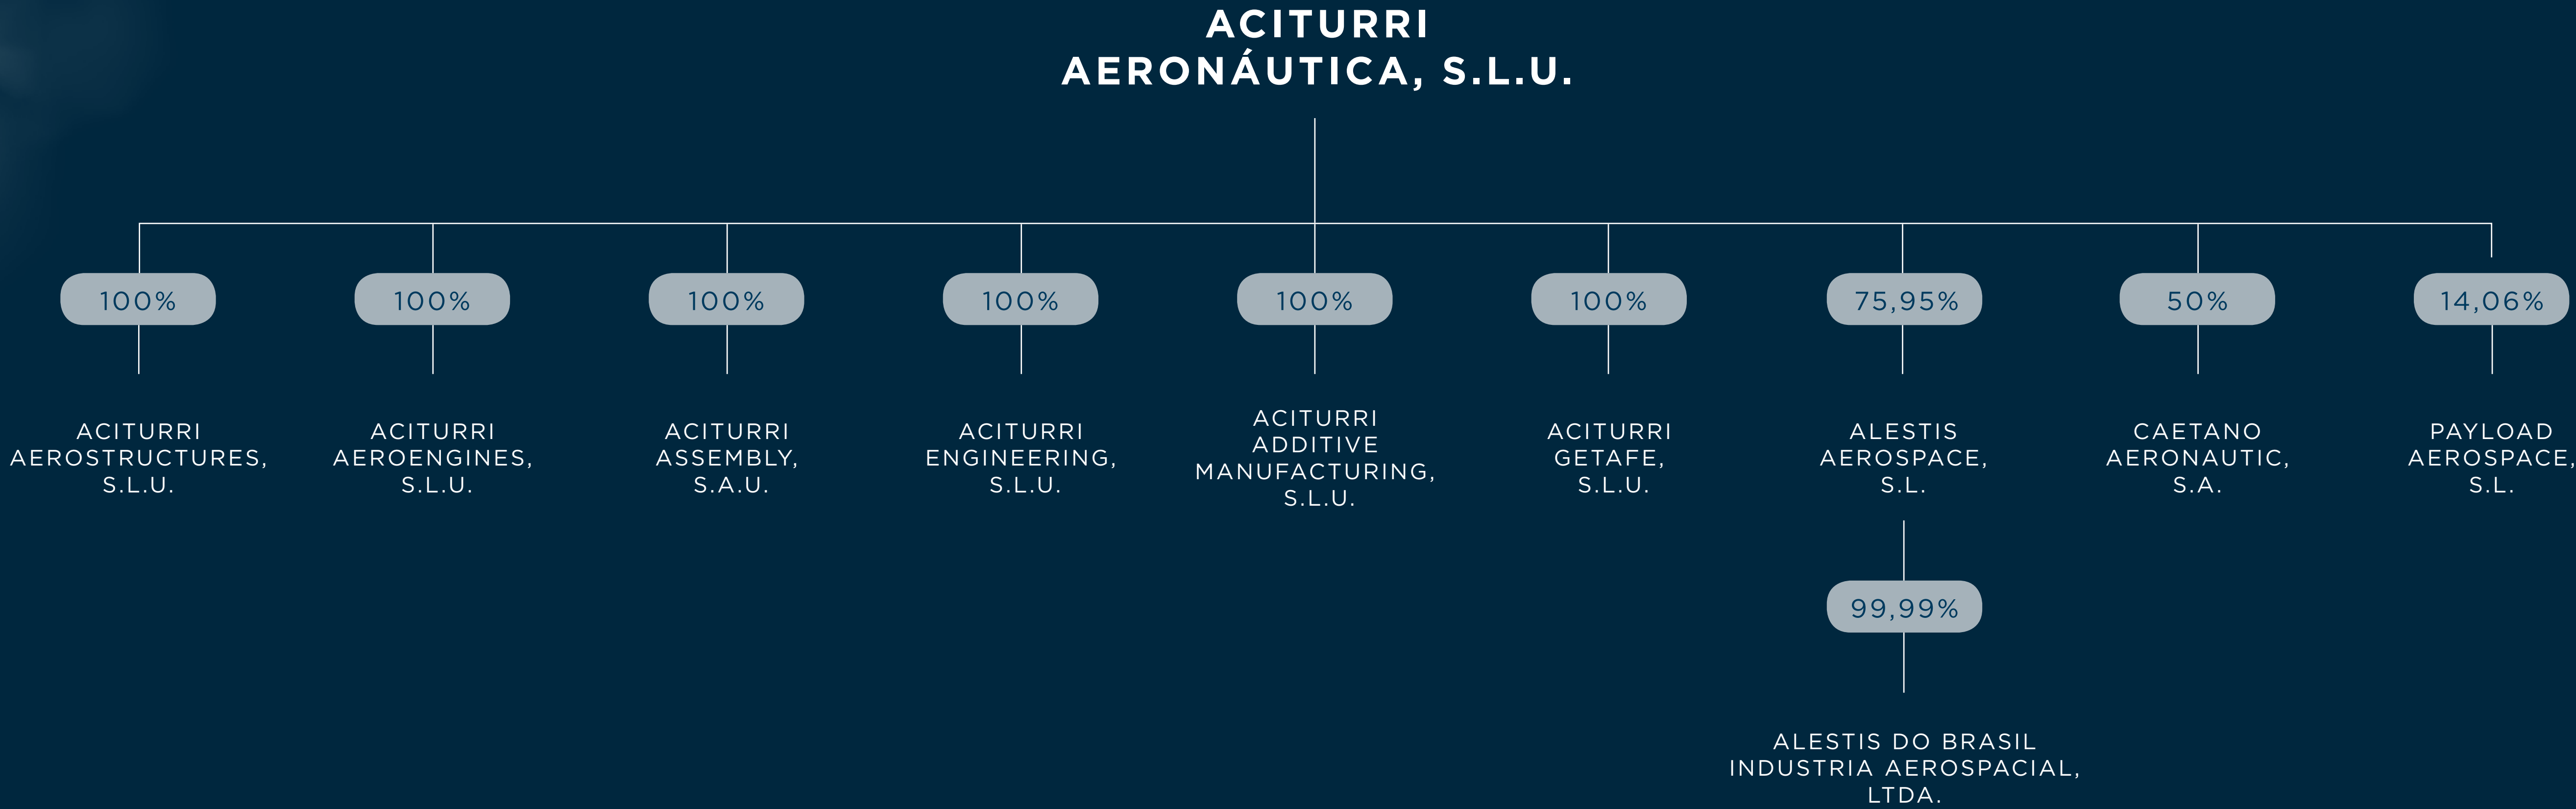 ACITURRI
AERONÁUTICA, S.L.U.
100%
100%
100%
100%
100%
100%
75,95%
50%
14,06%
ACITURRI
AEROSTRUCTURES,
S.L.U.
ACITURRI
AEROENGINES,
S.L.U.
ACITURRI
ASSEMBLY,
S.A.U.
ACITURRI
ENGINEERING,
S.L.U.
ACITURRI
ADDITIVE
MANUFACTURING,
S.L.U.
ACITURRI
GETAFE,
S.L.U.
ALESTIS
AEROSPACE,
S.L.
CAETANO
AERONAUTIC,
S.A.
PAYLOAD
AEROSPACE,
S.L.
99,99%
ALESTIS DO BRASIL
INDUSTRIA AEROSPACIAL,
LTDA.